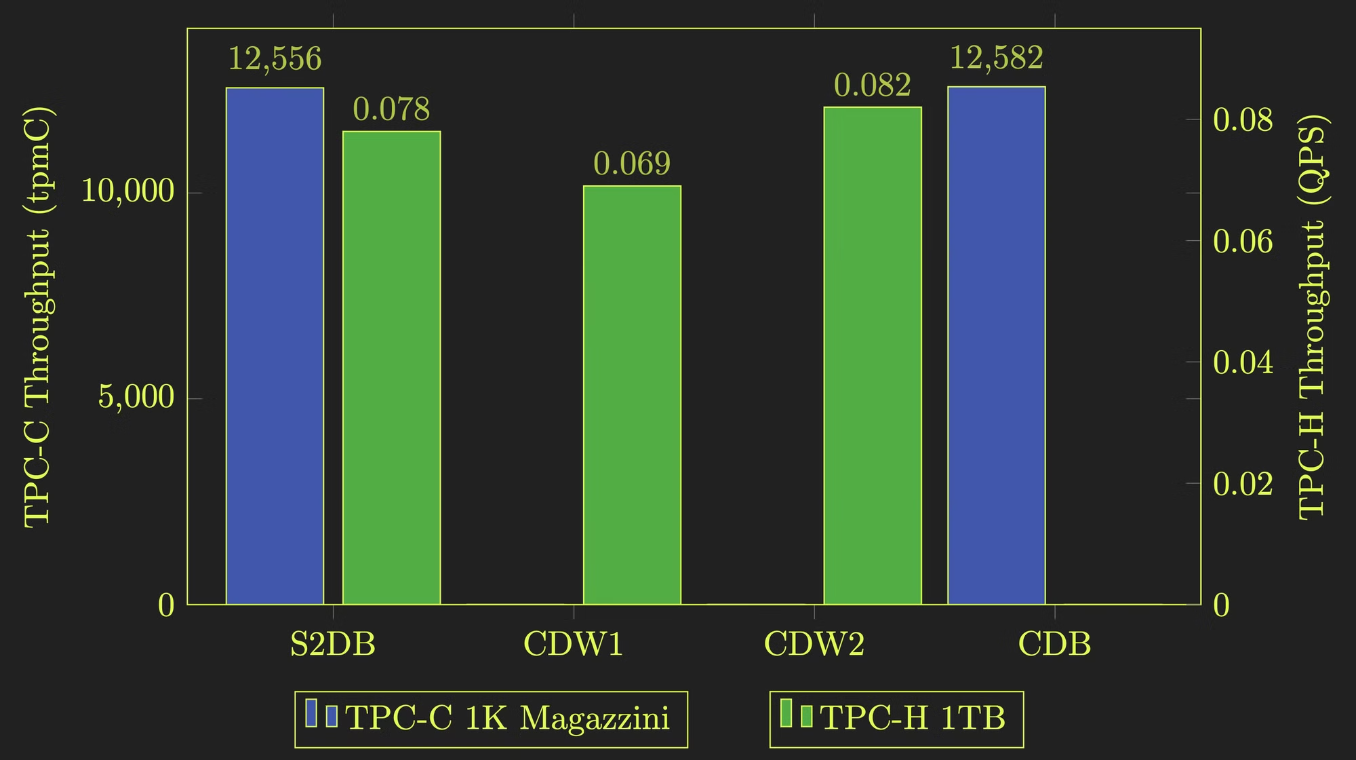 12,556
0.078
0.069
0.082
12,582
TPC-C Throughput (tpmC)
10,000
5,000
0
0.08
0.06
0.04
0.02
0
TPC-H Throughput (QPS)
S2DB
CDW1
CDW2
CDB
TPC-C 1K Magazzini
TPC-H 1TB